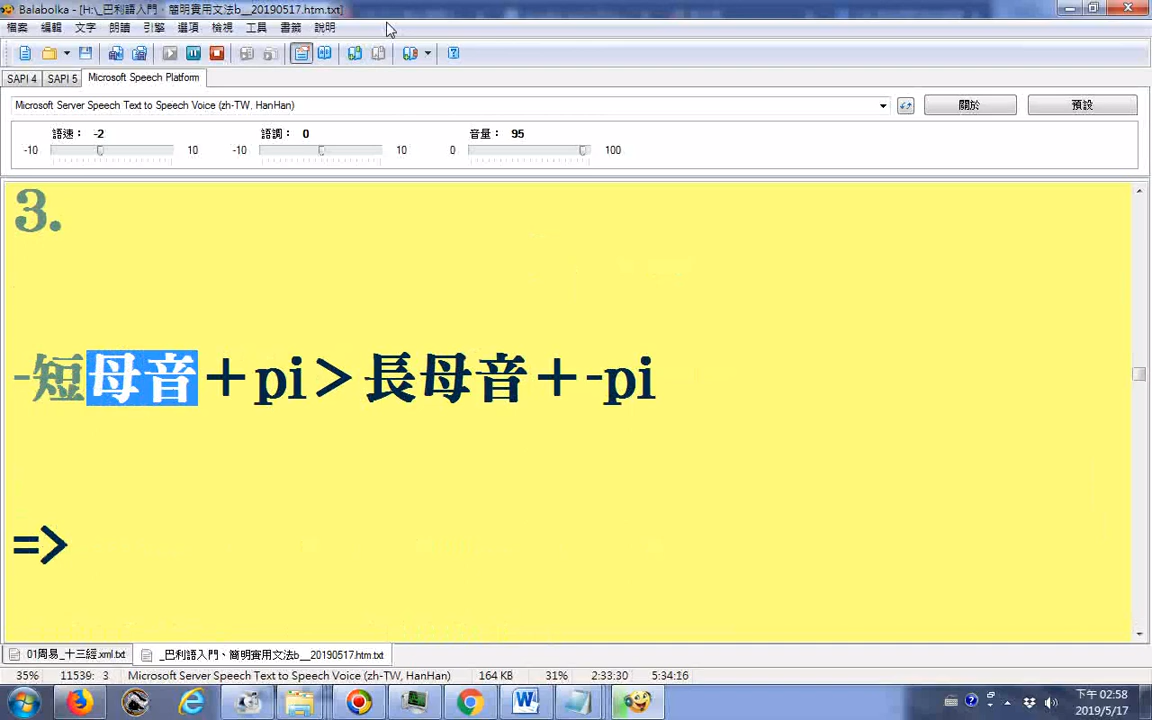 Balabolka - [H:\_巴利語入門、簡明實用文法b__20190517.htm.txt]
檔案 編輯 文字 朗讀 引擎 選項 檢視 工具 書籤 說明
SAPI 4 SAPI 5 Microsoft Speech Platform
Microsoft Server Speech Text to Speech Voice (zh-TW, HanHan) 關於 預設
語速： -2 語調： 0 音量： 95
-10 10 -10 10 0 100
3.
-短母音＋pi＞長母音＋-pi
=>
01周易_十三經.xml.txt _巴利語入門、簡明實用文法b__20190517.htm.txt
35% 11539: 3 Microsoft Server Speech Text to Speech Voice (zh-TW, HanHan) 164 KB 31% 2:33:30 5:34:16
下午 02:58
2019/5/17